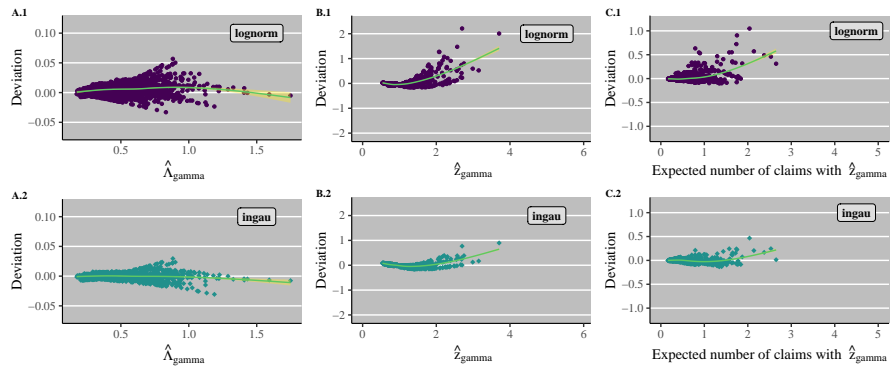 A.1
lognorm
Deviation
0.10
0.05
0.00
−0.05
0.5
1.0
1.5
Λ̂gamma
B.1
lognorm
Deviation
2
1
0
−1
−2
0
2
4
6
ẑgamma
C.1
lognorm
Deviation
1.0
0.5
0.0
−0.5
−1.0
0
1
2
3
4
5
Expected number of claims with ẑgamma
A.2
ingau
Deviation
0.10
0.05
0.00
−0.05
0.5
1.0
1.5
Λ̂gamma
B.2
ingau
Deviation
2
1
0
−1
−2
0
2
4
6
ẑgamma
C.2
ingau
Deviation
1.0
0.5
0.0
−0.5
−1.0
0
1
2
3
4
5
Expected number of claims with ẑgamma